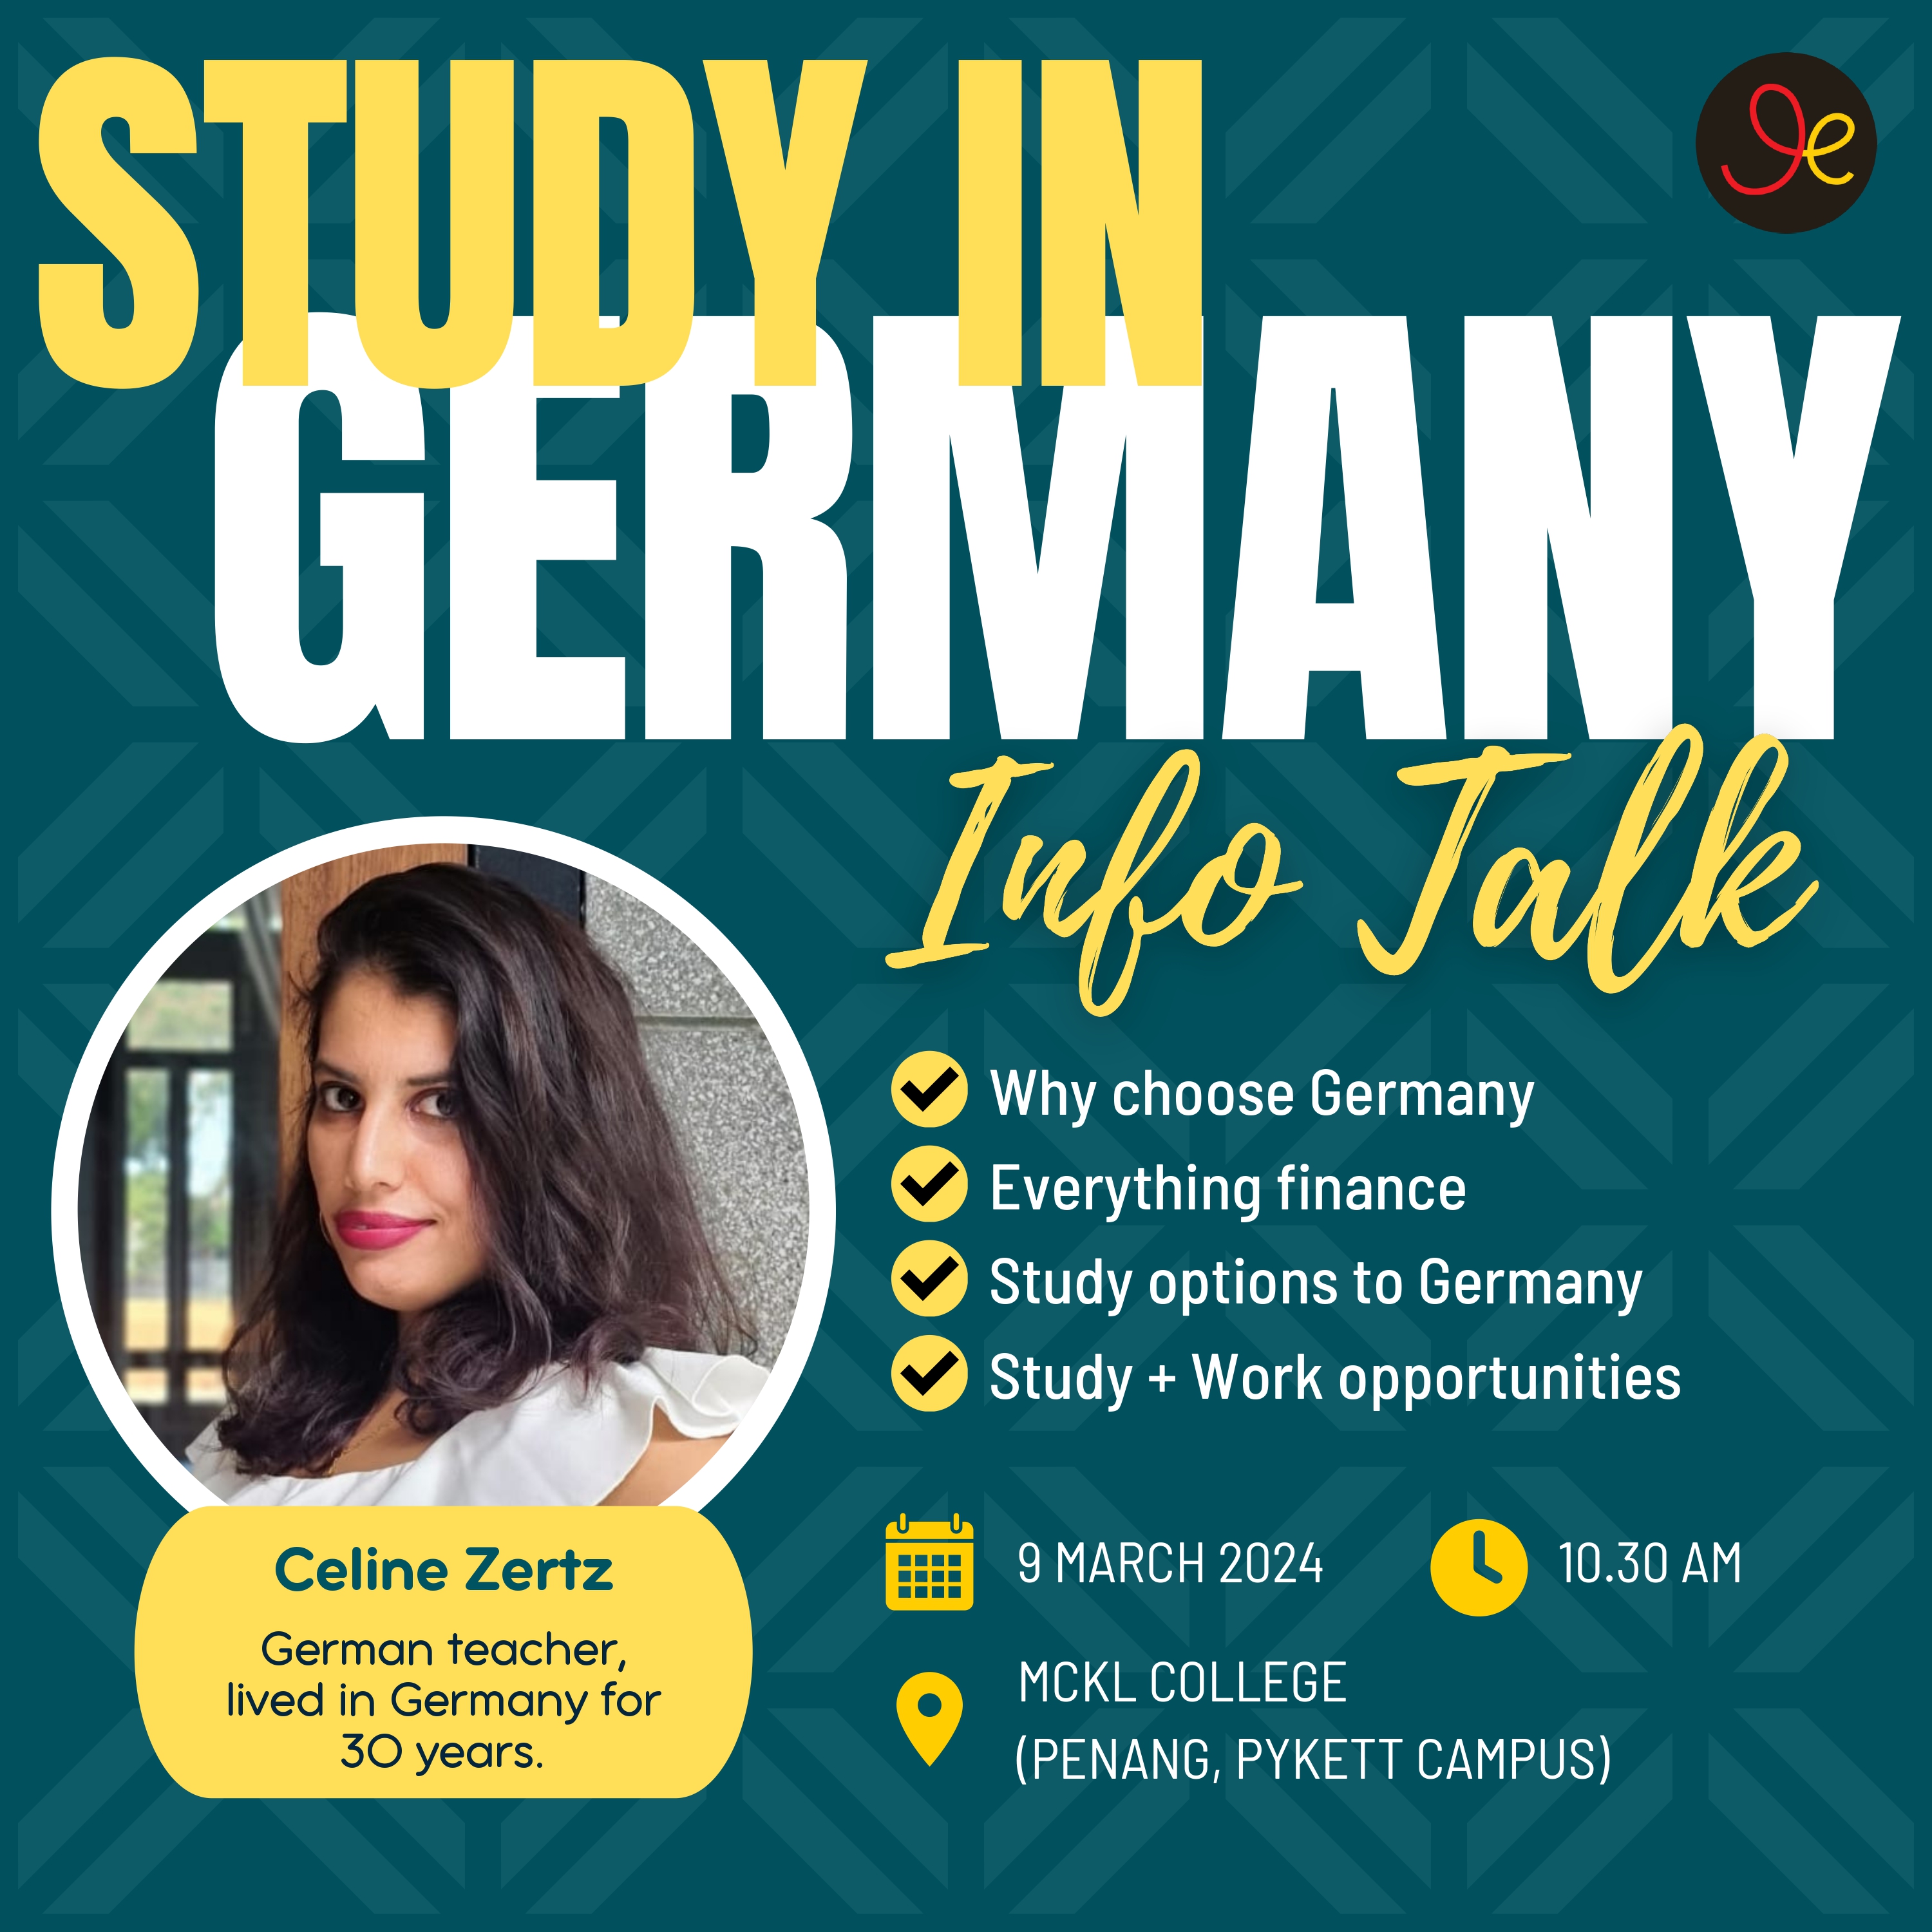 STUDY IN
GERMANY
Info Talk
Why choose Germany
Everything finance
Study options to Germany
Study + Work opportunities
Celine Zertz
German teacher,
lived in Germany for
30 years.
9 MARCH 2024
10.30 AM
MCKL COLLEGE
(PENANG, PYKETT CAMPUS)